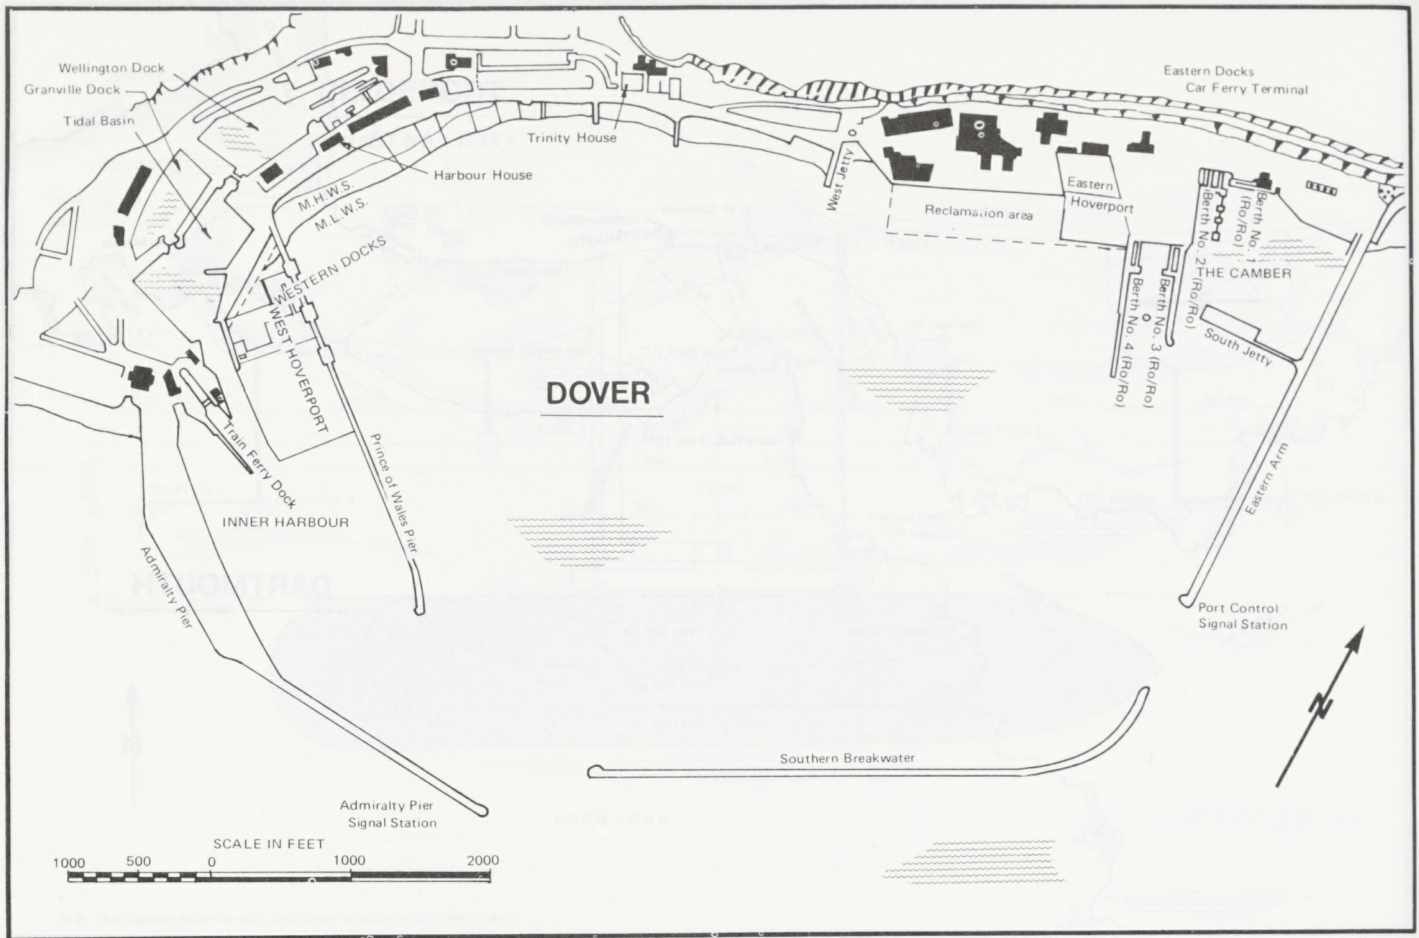 Wellington Dock
Granville Dock
Tidal Basin
Eastern Docks
Car Ferry Terminal
Trinity House
Harbour House
West Jetty
Eastern
Hoverport
Reclamation area
M.H.W.S.
M.L.W.S.
WESTERN DOCKS
WEST HOVERPORT
Berth No. 1
(Ro/Ro)
Berth No. 2 (Ro/Ro)
THE CAMBER
Berth No. 3 (Ro/Ro)
Berth No. 4 (Ro/Ro)
South Jetty
DOVER
Train Ferry Dock
Prince of Wales Pier
INNER HARBOUR
Eastern Arm
Admiralty Pier
Port Control
Signal Station
N
Southern Breakwater
Admiralty Pier
Signal Station
SCALE IN FEET
1000 500 0 1000 2000
DARTMOUTH